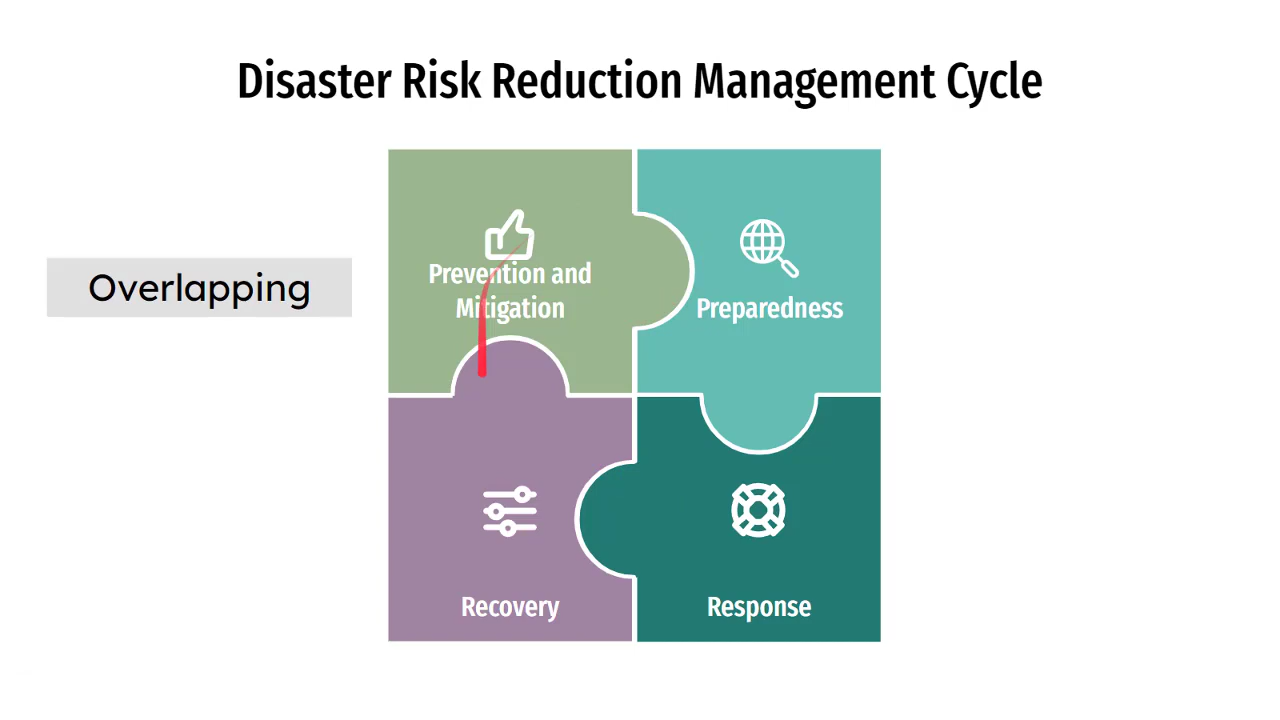 Disaster Risk Reduction Management Cycle
Overlapping
Prevention and
Mitigation
Preparedness
Recovery
Response